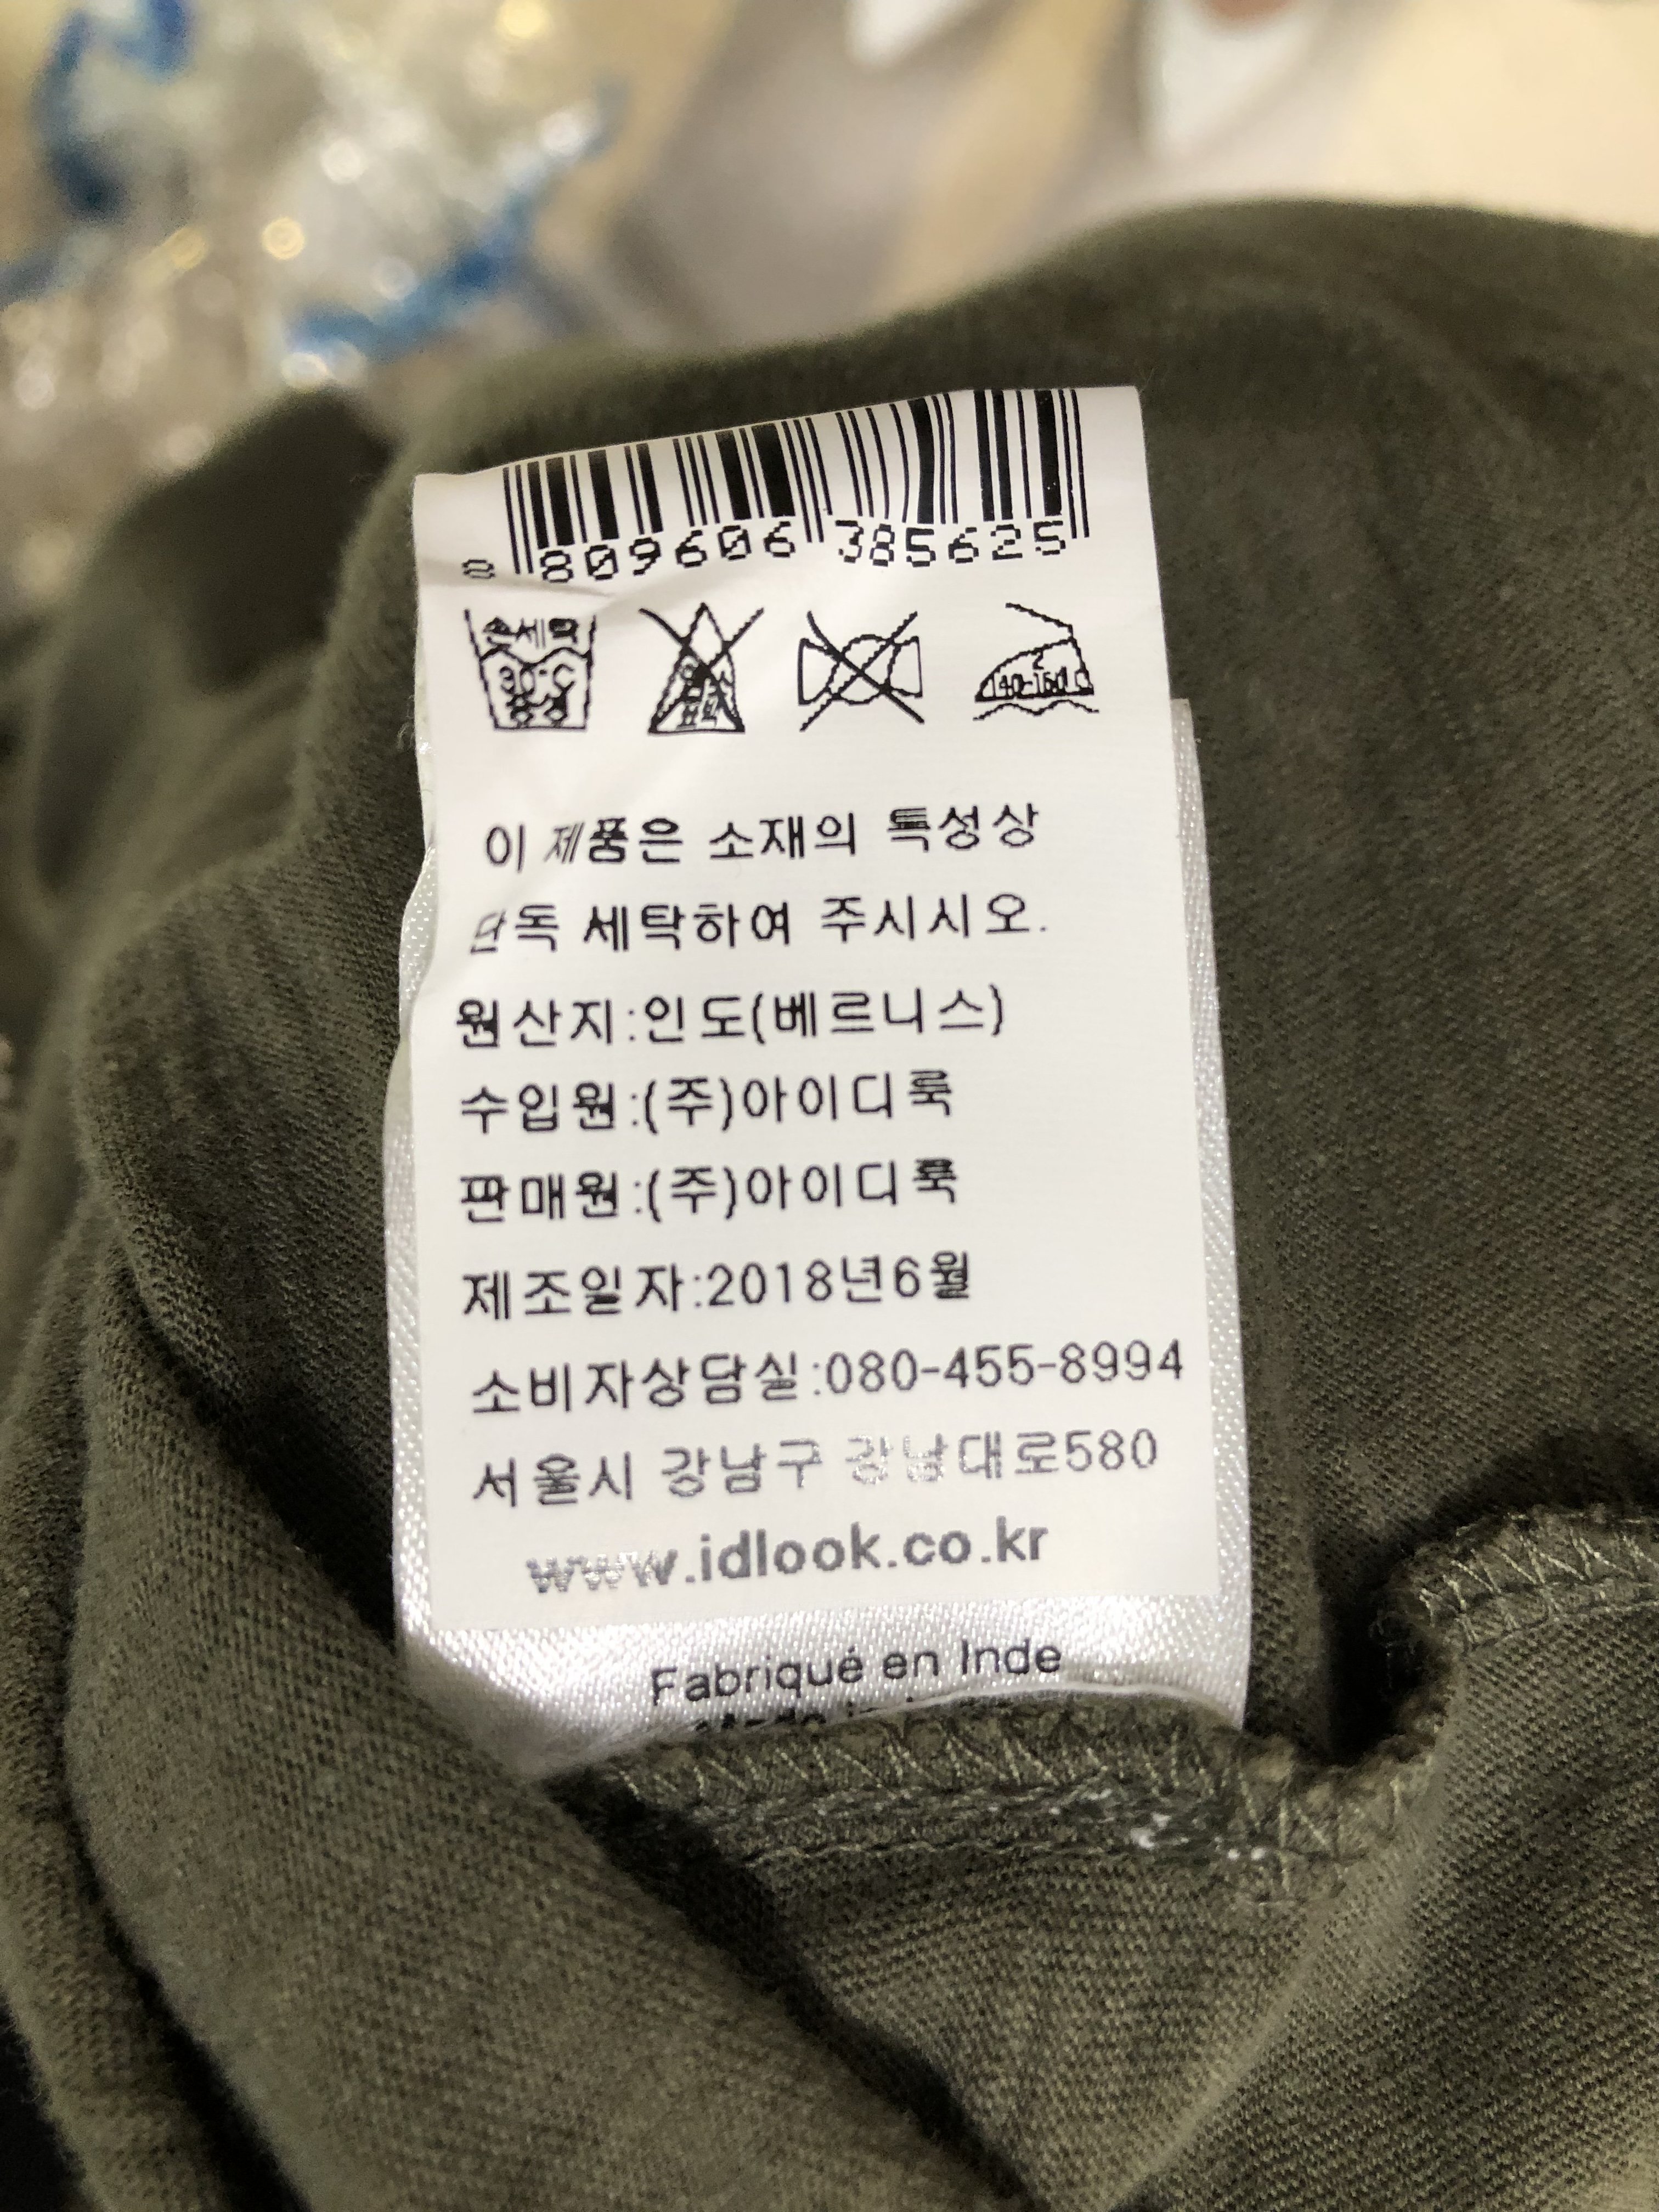 8 809606 385625
손세탁
30°C
중성
염소
표백
140-160°C
이 제품은 소재의 특성상
단독 세탁하여 주시시오.
원산지:인도(베르니스)
수입원:(주)아이디룩
판매원:(주)아이디룩
제조일자:2018년6월
소비자상담실:080-455-8994
서울시 강남구 강남대로580
www.idlook.co.kr
Fabriqué en Inde